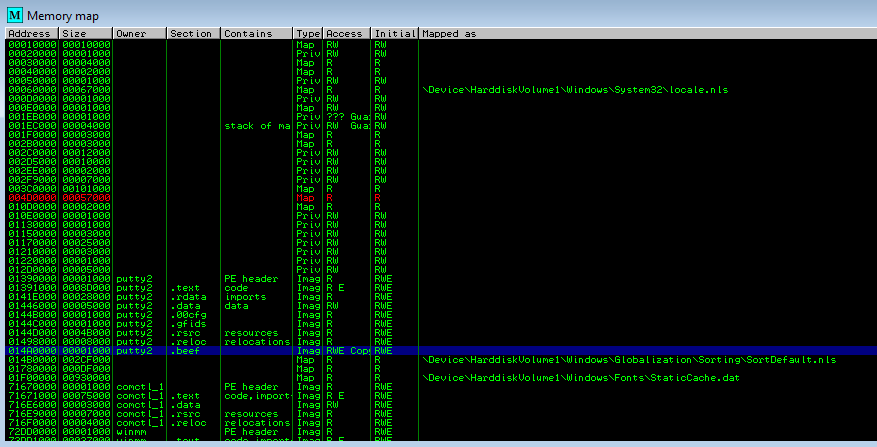 M Memory map
Address Size Owner Section Contains Type Access Initial Mapped as
00010000 00010000 Map RW RW
00020000 00001000 Priv RW RW
00030000 00004000 Map R R
00040000 00002000 Map R R
00050000 00001000 Priv RW RW
00060000 00067000 Map R R \Device\HarddiskVolume1\Windows\System32\locale.nls
000D0000 00001000 Priv RW RW
000E0000 00001000 Map RW RW
001EB000 00001000 Priv ??? Gua RW
001EC000 00004000 stack of ma Priv RW Gua RW
001F0000 00003000 Map R R
002B0000 00003000 Map R R
002C0000 00012000 Priv RW RW
002D5000 00010000 Priv RW RW
002EE000 00002000 Priv RW RW
002F9000 00007000 Priv RW RW
003C0000 00101000 Map R R
004D0000 00057000 Map R R
010D0000 00002000 Map R R
010E0000 00001000 Priv RW RW
01130000 00001000 Priv RW RW
01150000 00003000 Priv RW RW
01170000 00025000 Priv RW RW
01210000 00003000 Priv RW RW
01220000 00001000 Priv RW RW
012D0000 00005000 Priv RW RW
01390000 00001000 putty2 PE header Imag R RWE
01391000 0008D000 putty2 .text code Imag R E RWE
0141E000 00028000 putty2 .rdata imports Imag R RWE
01446000 00005000 putty2 .data data Imag RW RWE
0144B000 00001000 putty2 .00cfg Imag R RWE
0144C000 00001000 putty2 .gfids Imag R RWE
0144D000 0004B000 putty2 .rsrc resources Imag R RWE
01498000 00008000 putty2 .reloc relocations Imag R RWE
014A0000 00001000 putty2 .beef Imag RWE Cop RWE
014B0000 002CF000 Map R R \Device\HarddiskVolume1\Windows\Globalization\Sorting\SortDefault.nls
01780000 000DF000 Map R R
01F00000 00930000 Map R R \Device\HarddiskVolume1\Windows\Fonts\StaticCache.dat
71670000 00001000 comctl_1 PE header Imag R RWE
71671000 00075000 comctl_1 .text code,import Imag R E RWE
716E6000 00003000 comctl_1 .data Imag RW RWE
716E9000 00007000 comctl_1 .rsrc resources Imag R RWE
716F0000 00004000 comctl_1 .reloc relocations Imag R RWE
72DD0000 00001000 winmm PE header Imag R RWE